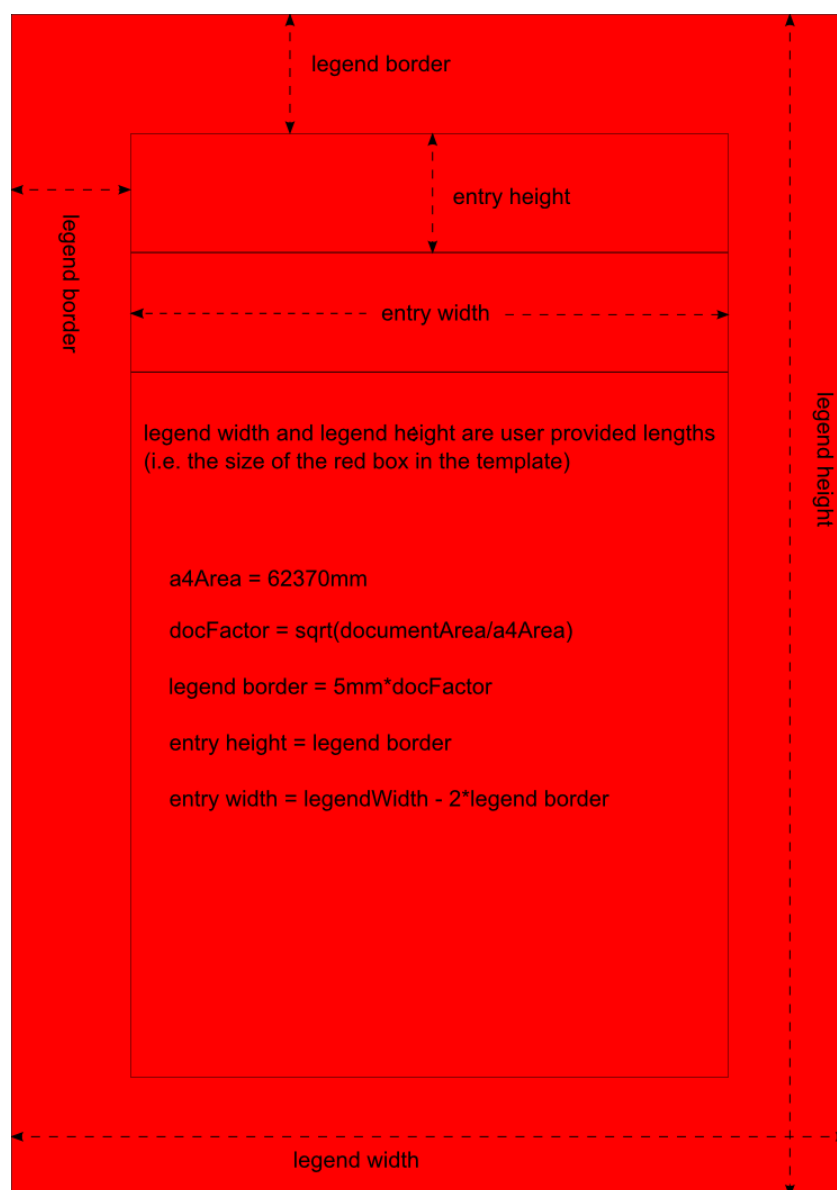 legend border
entry height
legend border
entry width
legend width and legend height are user provided lengths
(i.e. the size of the red box in the template)
legend height
a4Area = 62370mm
docFactor = sqrt(documentArea/a4Area)
legend border = 5mm*docFactor
entry height = legend border
entry width = legendWidth - 2*legend border
legend width